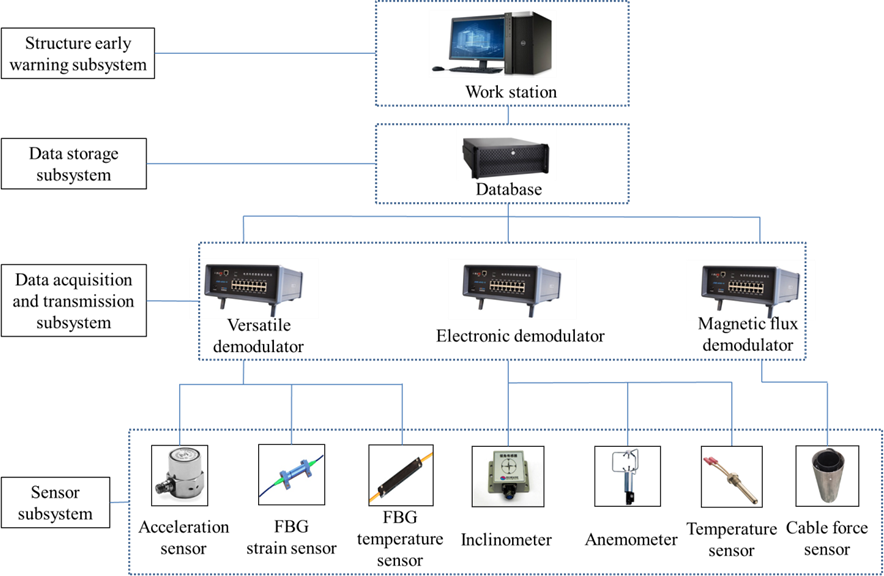 Structure early
warning subsystem
Work station
Data storage
subsystem
Database
Data acquisition
and transmission
subsystem
Versatile
demodulator
Electronic demodulator
Magnetic flux
demodulator
Sensor
subsystem
Acceleration
sensor
FBG
strain sensor
FBG
temperature
sensor
Inclinometer
Anemometer
Temperature
sensor
Cable force
sensor